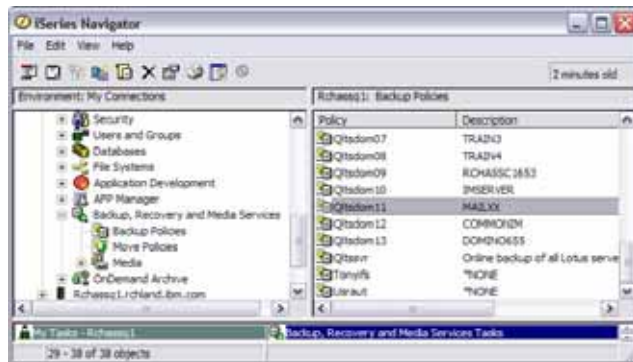 iSeries Navigator
File Edit View Help
2 minutes old
Environment: My Connections
Rchassq1: Backup Policies
Security
Users and Groups
Databases
File Systems
Application Development
AFP Manager
Backup, Recovery and Media Services
Backup Policies
Move Policies
Media
OnDemand Archive
Rchassq1.rchland.ibm.com
Policy Description
Qltsdom07 TRAIN3
Qltsdom08 TRAIN4
Qltsdom09 RCHASSC1653
Qltsdom10 IMSERVER
Qltsdom11 MAILXX
Qltsdom12 COMMONIM
Qltsdom13 DOMINO655
Qltssvr Online backup of all Lotus serve
Tonyifs *NONE
Usraut *NONE
My Tasks - Rchassq1
Backup, Recovery and Media Services Tasks
29 - 38 of 38 objects